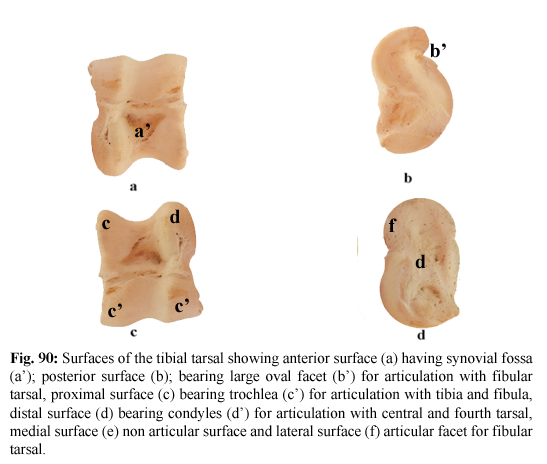 b’
a’
a
b
c d
f
d
c’ c’
c
d
Fig. 90: Surfaces of the tibial tarsal showing anterior surface (a) having synovial fossa
(a’); posterior surface (b); bearing large oval facet (b’) for articulation with fibular
tarsal, proximal surface (c) bearing trochlea (c’) for articulation with tibia and fibula,
distal surface (d) bearing condyles (d’) for articulation with central and fourth tarsal,
medial surface (e) non articular surface and lateral surface (f) articular facet for fibular
tarsal.